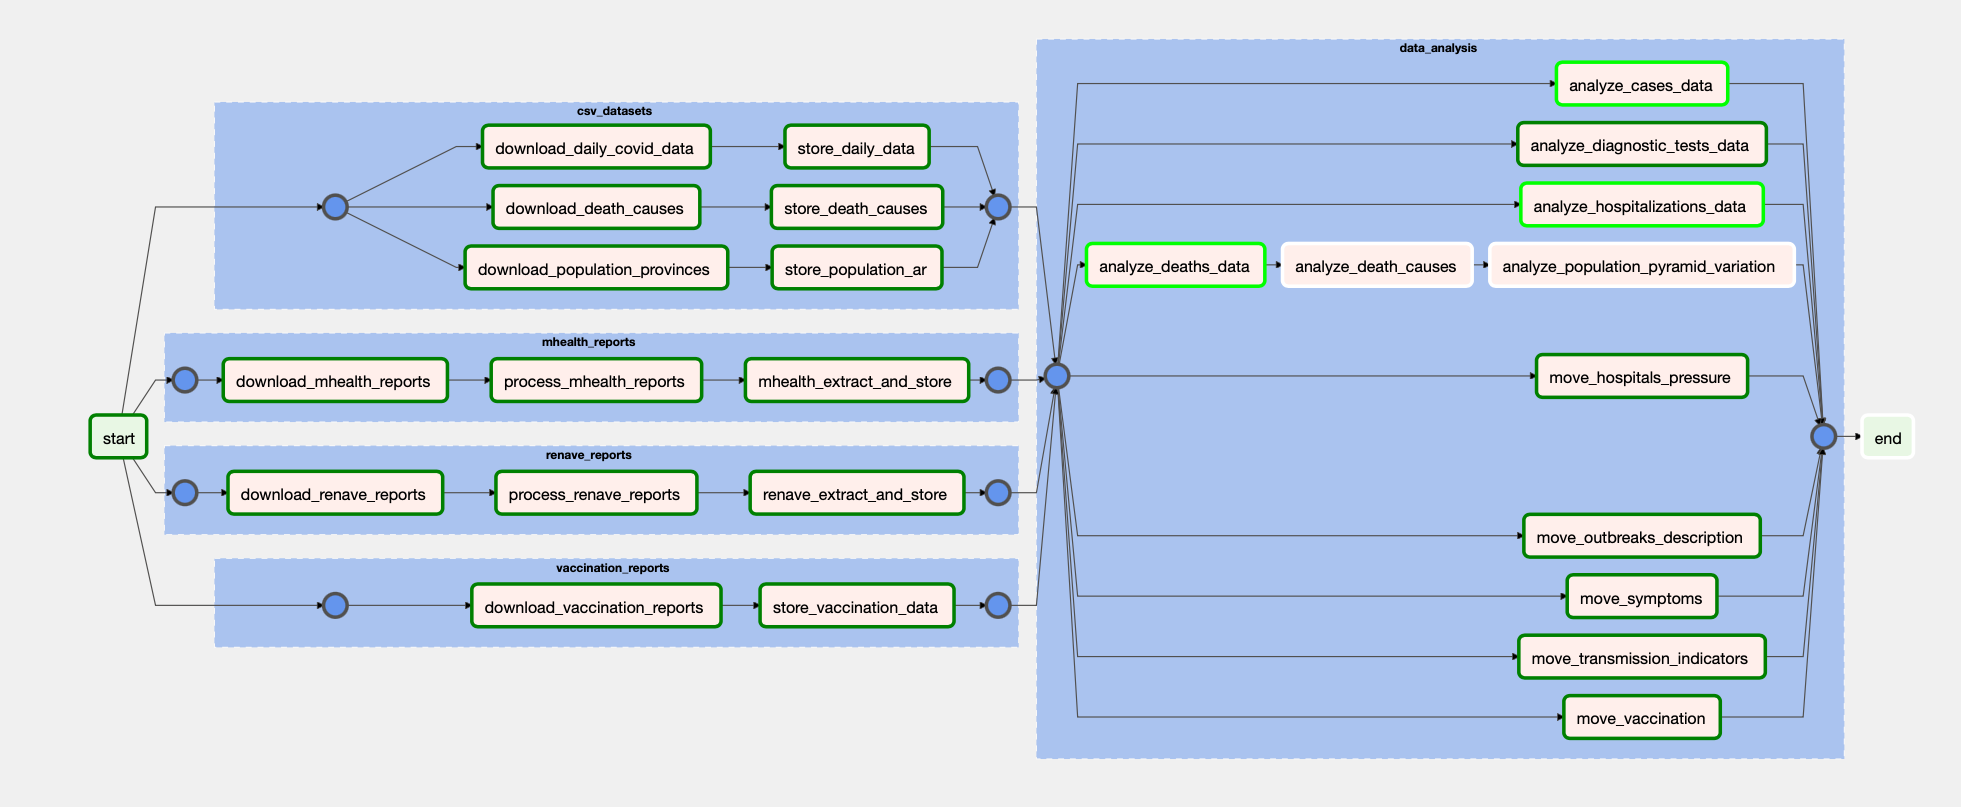 start
csv_datasets
download_daily_covid_data
store_daily_data
download_death_causes
store_death_causes
download_population_provinces
store_population_ar
mhealth_reports
download_mhealth_reports
process_mhealth_reports
mhealth_extract_and_store
renave_reports
download_renave_reports
process_renave_reports
renave_extract_and_store
vaccination_reports
download_vaccination_reports
store_vaccination_data
data_analysis
analyze_cases_data
analyze_diagnostic_tests_data
analyze_hospitalizations_data
analyze_deaths_data
analyze_death_causes
analyze_population_pyramid_variation
move_hospitals_pressure
move_outbreaks_description
move_symptoms
move_transmission_indicators
move_vaccination
end